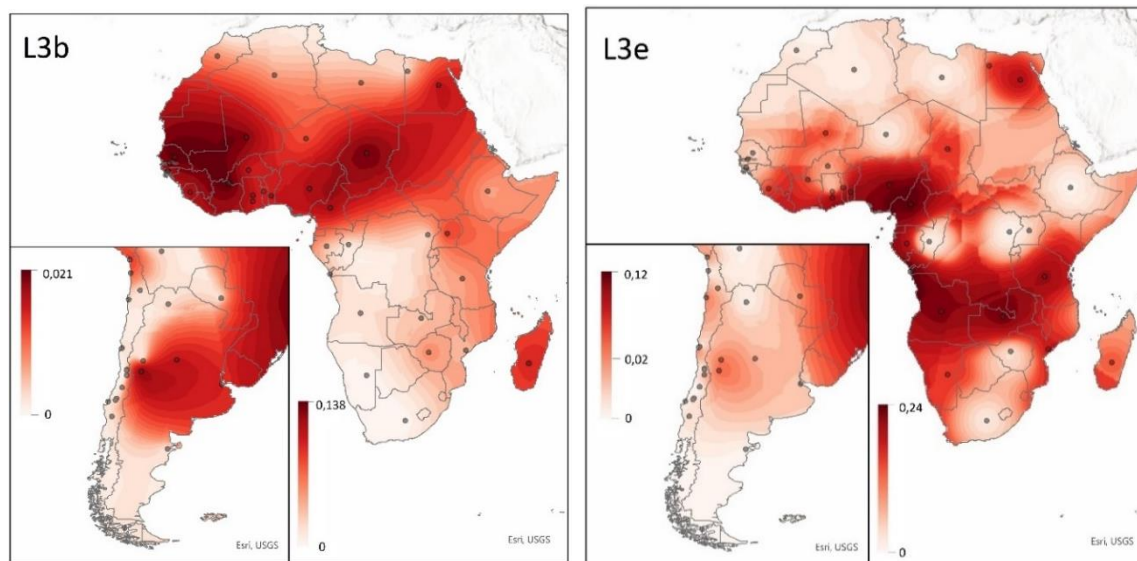 L3b
0,021
0
0,138
0
Esri, USGS
Esri, USGS
L3e
0,12
0,02
0
0,24
0
Esri, USGS
Esri, USGS